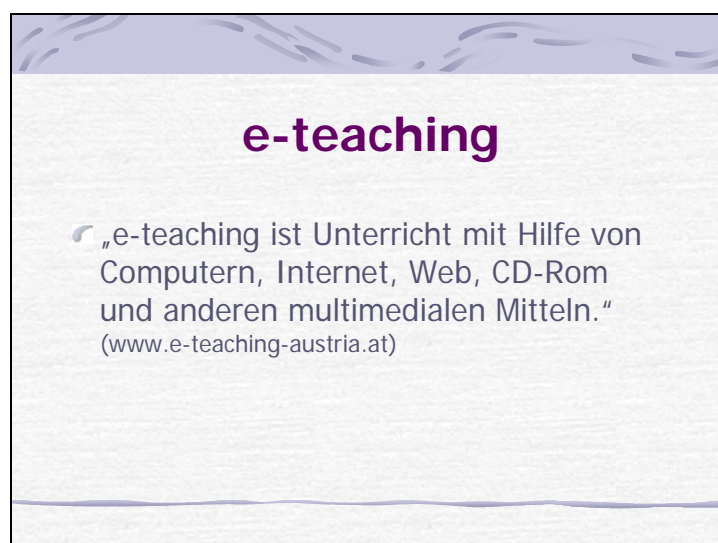 e-teaching
„e-teaching ist Unterricht mit Hilfe von
Computern, Internet, Web, CD-Rom
und anderen multimedialen Mitteln.“
(www.e-teaching-austria.at)